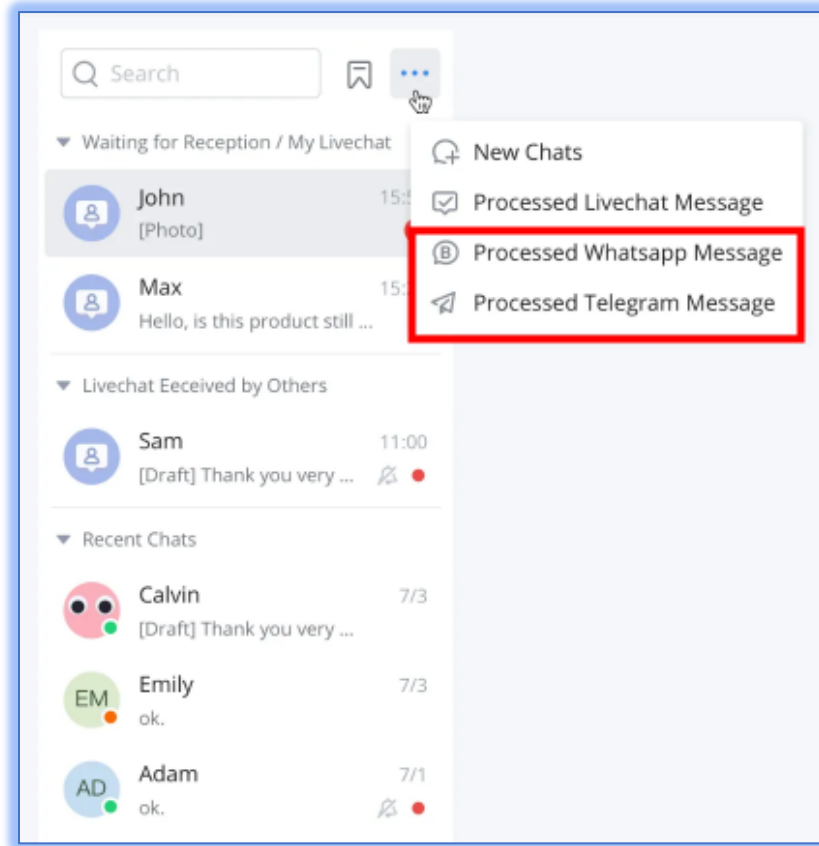 Search
Waiting for Reception / My Livechat
New Chats
John
[Photo]
Processed Livechat Message
Processed Whatsapp Message
Max
Hello, is this product still ...
Processed Telegram Message
Livechat Eeceived by Others
Sam 11:00
[Draft] Thank you very ...
Recent Chats
Calvin 7/3
[Draft] Thank you very ...
EM
Emily 7/3
ok.
AD
Adam 7/1
ok.